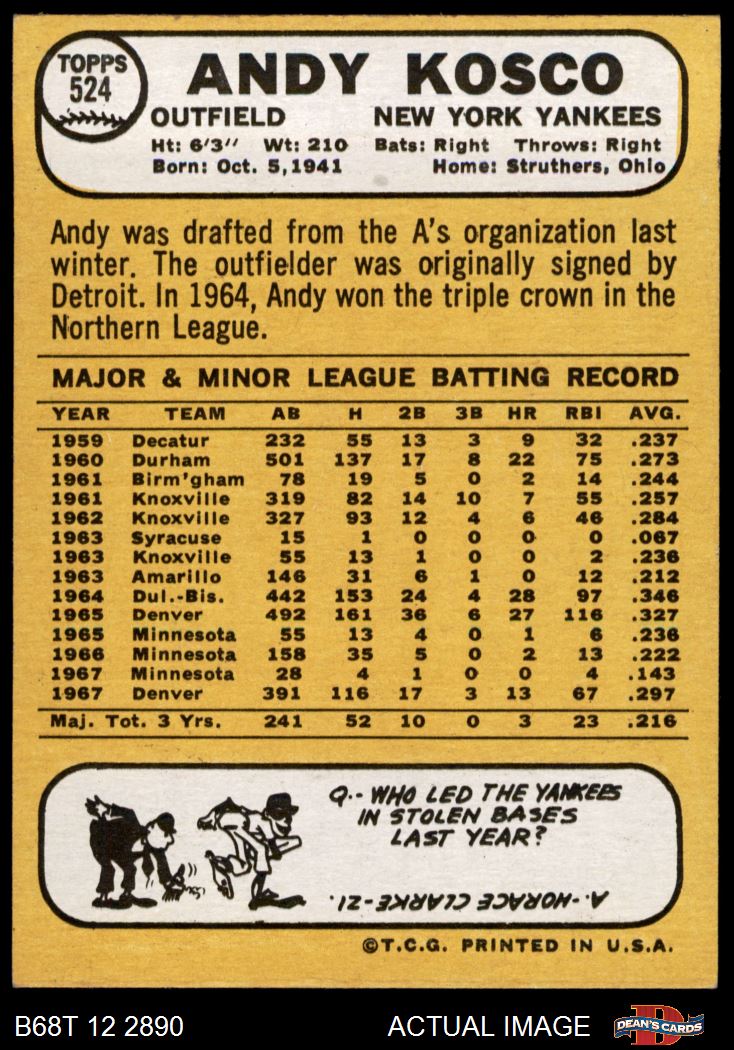 TOPPS
524
ANDY KOSCO
OUTFIELD NEW YORK YANKEES
Ht: 6'3'' Wt: 210 Bats: Right Throws: Right
Born: Oct. 5, 1941 Home: Struthers, Ohio
Andy was drafted from the A's organization last
winter. The outfielder was originally signed by
Detroit. In 1964, Andy won the triple crown in the
Northern League.
MAJOR & MINOR LEAGUE BATTING RECORD
YEAR TEAM AB H 2B 3B HR RBI AVG.
1959 Decatur 232 55 13 3 9 32 .237
1960 Durham 501 137 17 8 22 75 .273
1961 Birm'gham 78 19 5 0 2 14 .244
1961 Knoxville 319 82 14 10 7 55 .257
1962 Knoxville 327 93 12 4 6 46 .284
1963 Syracuse 15 1 0 0 0 0 .067
1963 Knoxville 55 13 1 0 0 2 .236
1963 Amarillo 146 31 6 1 0 12 .212
1964 Dul.-Bis. 442 153 24 4 28 97 .346
1965 Denver 492 161 36 6 27 116 .327
1965 Minnesota 55 13 4 0 1 6 .236
1966 Minnesota 158 35 5 0 2 13 .222
1967 Minnesota 28 4 1 0 0 4 .143
1967 Denver 391 116 17 3 13 67 .297
Maj. Tot. 3 Yrs. 241 52 10 0 3 23 .216
Q.- WHO LED THE YANKEES
IN STOLEN BASES
LAST YEAR?
A.- HORACE CLARKE-21.
©T.C.G. PRINTED IN U.S.A.
B68T 12 2890 ACTUAL IMAGE DEAN'S CARDS